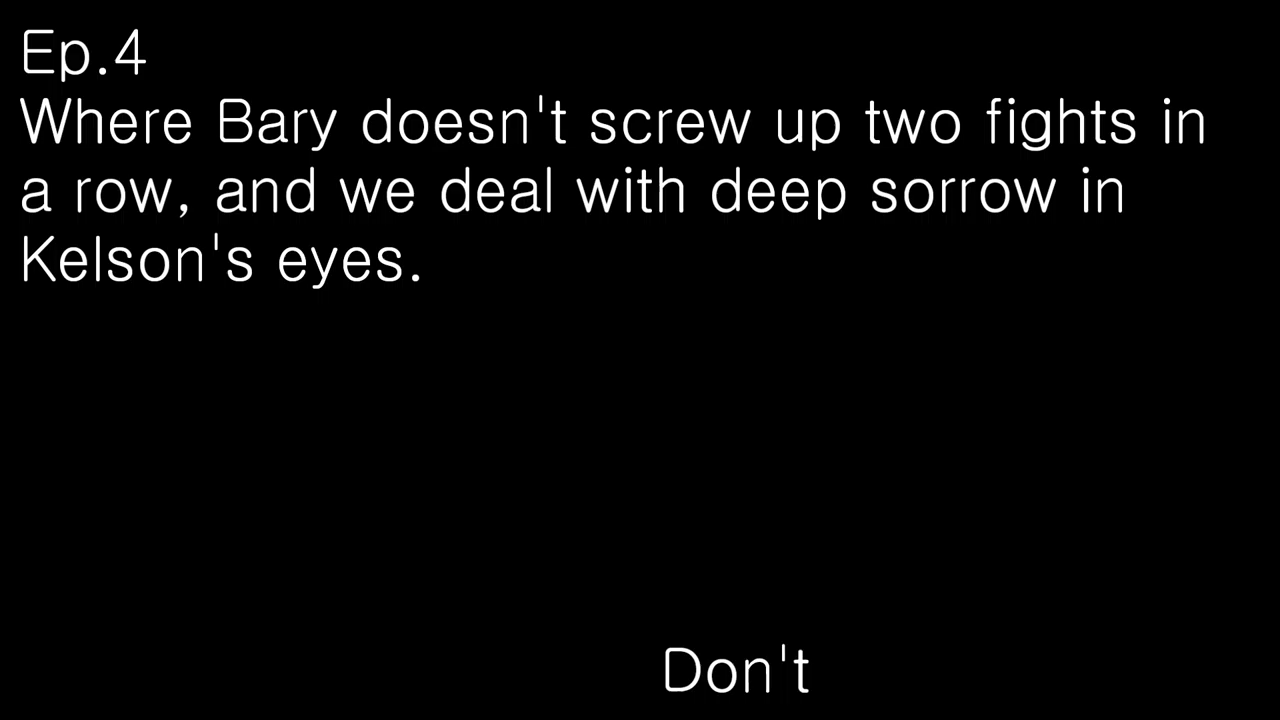 Ep.4
Where Bary doesn't screw up two fights in
a row, and we deal with deep sorrow in
Kelson's eyes.
Don't